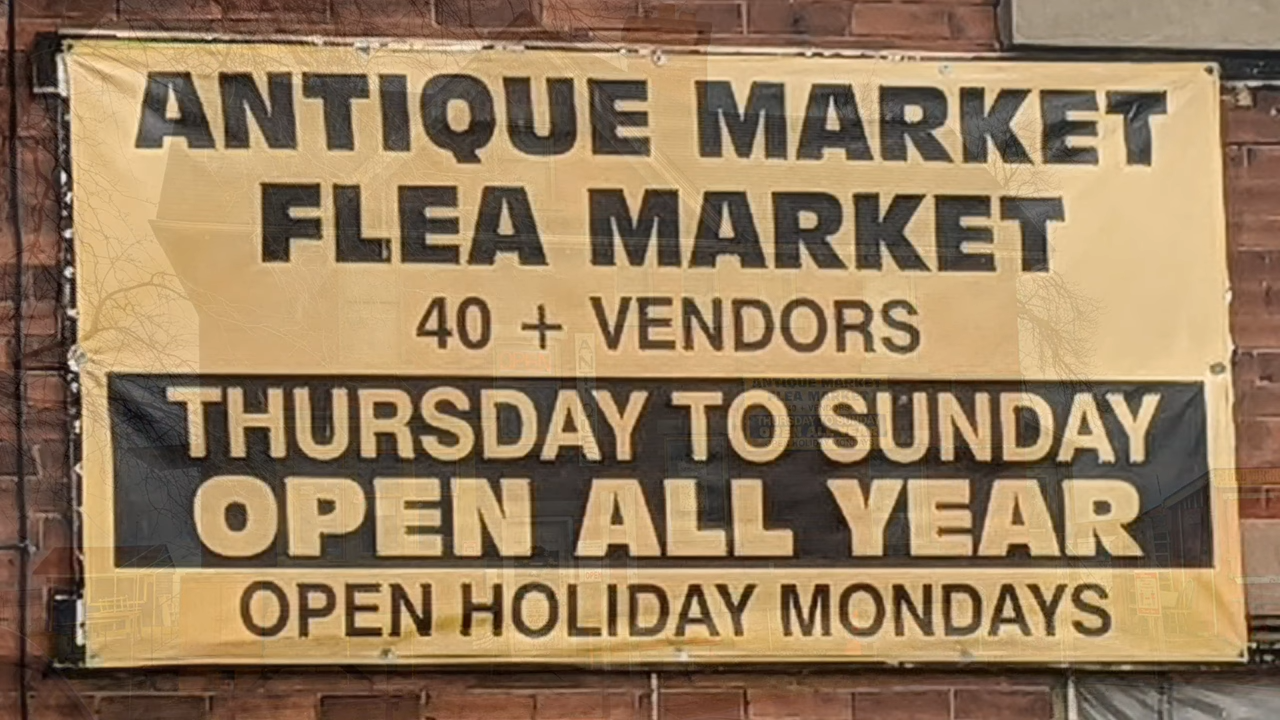 ANTIQUE MARKET
FLEA MARKET
40 + VENDORS
THURSDAY TO SUNDAY
OPEN ALL YEAR
OPEN HOLIDAY MONDAYS